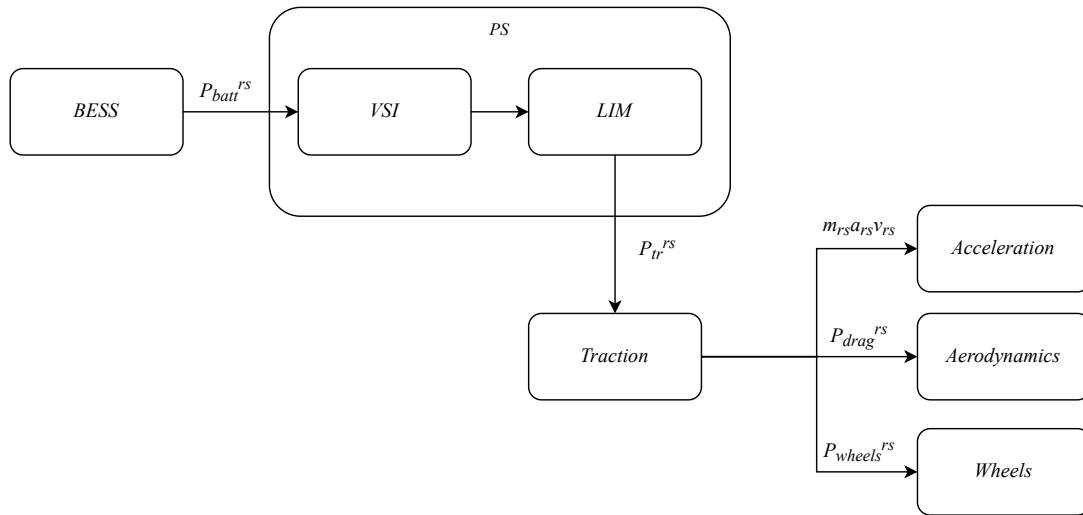 PS
BESS
P_batt^rs
VSI
LIM
P_tr^rs
m_rs a_rs v_rs
Acceleration
Traction
P_drag^rs
Aerodynamics
P_wheels^rs
Wheels